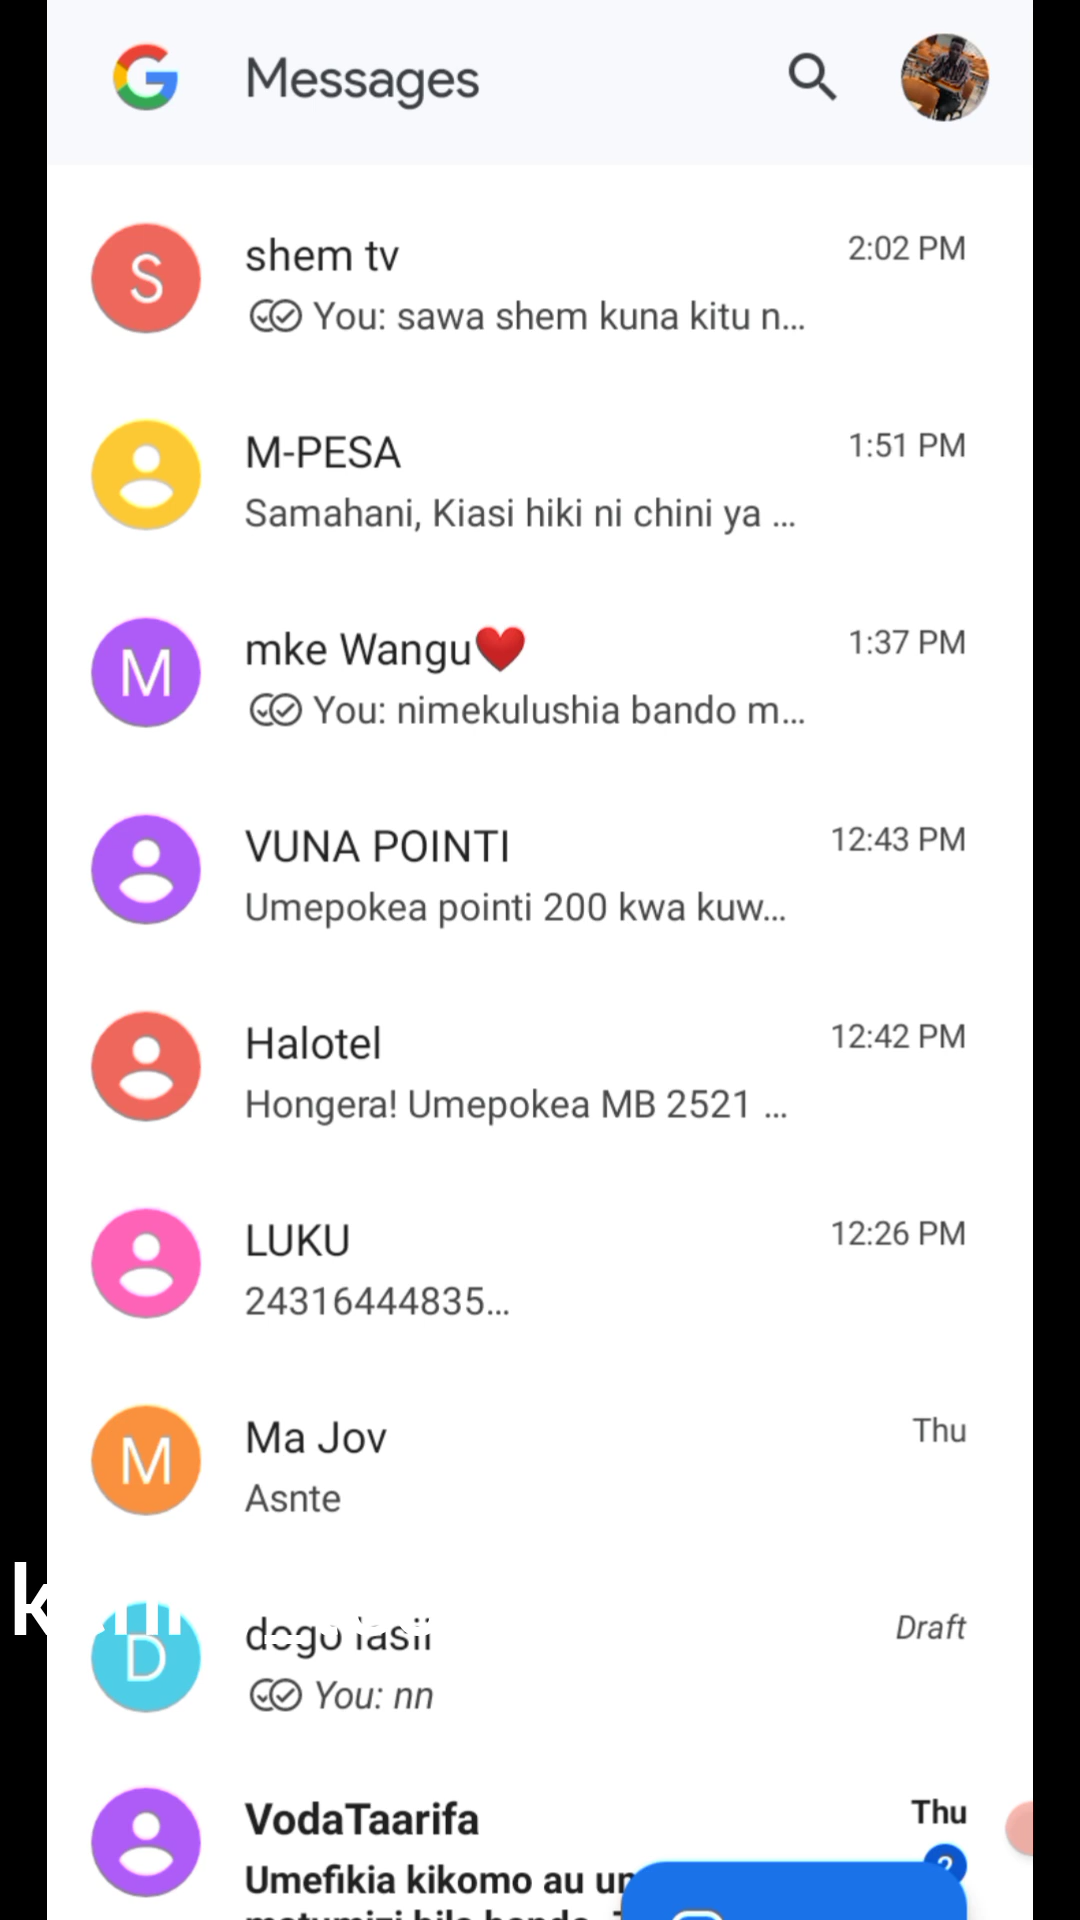 Messages
S
shem tv
2:02 PM
You: sawa shem kuna kitu n...
M-PESA
1:51 PM
Samahani, Kiasi hiki ni chini ya ...
M
mke Wangu❤️
1:37 PM
You: nimekulushia bando m...
VUNA POINTI
12:43 PM
Umepokea pointi 200 kwa kuw...
Halotel
12:42 PM
Hongera! Umepokea MB 2521 ...
LUKU
12:26 PM
24316444835...
M
Ma Jov
Thu
Asnte
D
dogo
Draft
You: nn
VodaTaarifa
Thu
Umefikia kikomo au